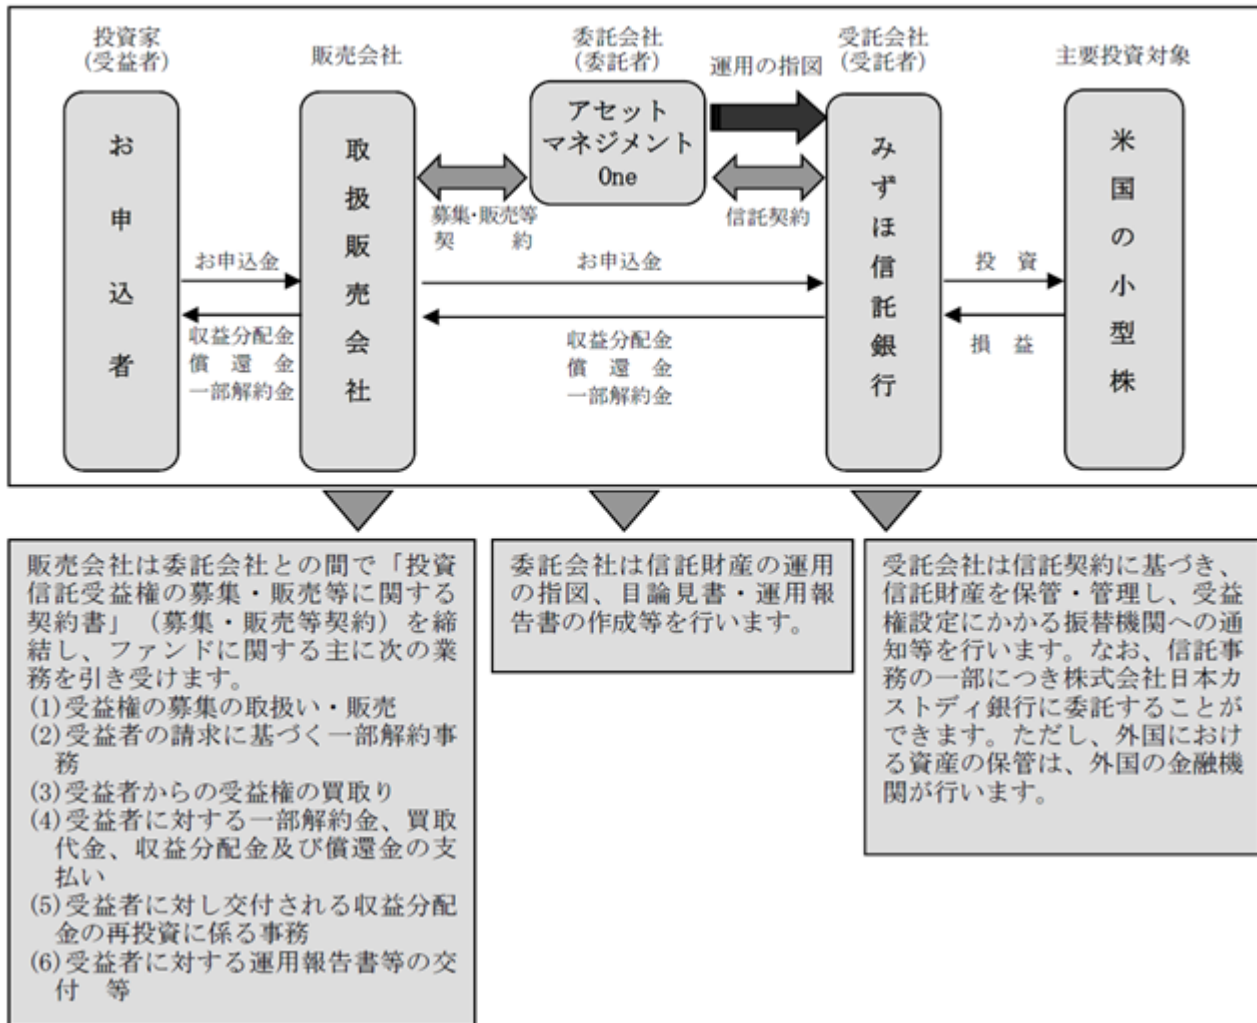 投資家
(受益者)
販売会社
委託会社
(委託者)
運用の指図
受託会社
(受託者)
主要投資対象
お申込者
取扱販売会社
アセット
マネジメント
One
みずほ信託銀行
米国の小型株
募集・販売等
契 約
信託契約
お申込金
お申込金
投 資
収益分配金
償 還 金
一部解約金
収益分配金
償 還 金
一部解約金
損 益
販売会社は委託会社との間で「投資
信託受益権の募集・販売等に関する
契約書」（募集・販売等契約）を締
結し、ファンドに関する主に次の業
務を引き受けます。
(1)受益権の募集の取扱い・販売
(2)受益者の請求に基づく一部解約事
務
(3)受益者からの受益権の買取り
(4)受益者に対する一部解約金、買取
代金、収益分配金及び償還金の支
払い
(5)受益者に対し交付される収益分配
金の再投資に係る事務
(6)受益者に対する運用報告書等の交
付 等
委託会社は信託財産の運用
の指図、目論見書・運用報
告書の作成等を行います。
受託会社は信託契約に基づき、
信託財産を保管・管理し、受益
権設定にかかる振替機関への通
知等を行います。なお、信託事
務の一部につき株式会社日本カ
ストディ銀行に委託することが
できます。ただし、外国におけ
る資産の保管は、外国の金融機
関が行います。